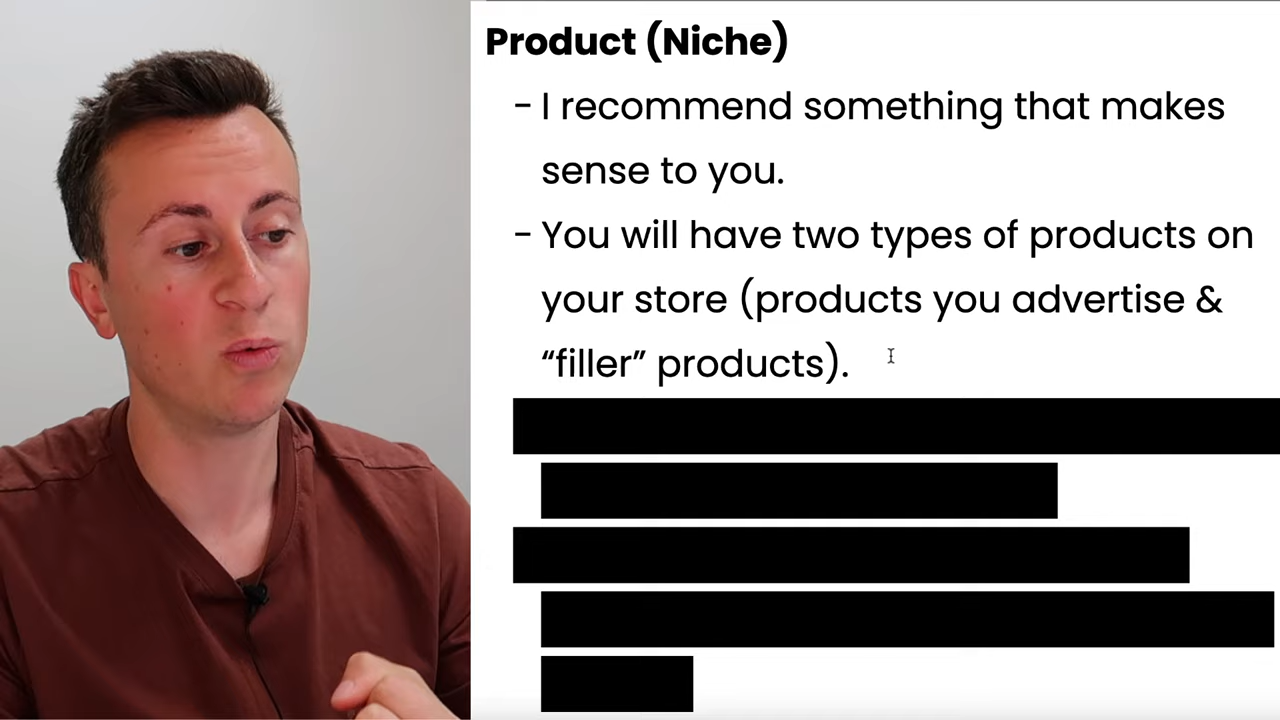 Product (Niche)
- I recommend something that makes
sense to you.
- You will have two types of products on
your store (products you advertise &
“filler” products).